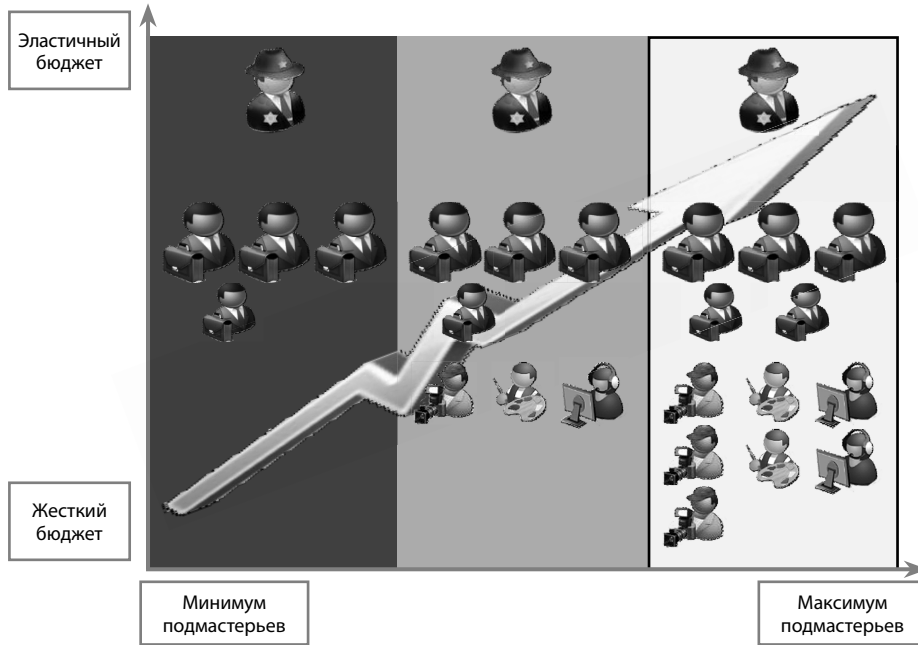 Эластичный
бюджет
Жесткий
бюджет
Минимум
подмастерьев
Максимум
подмастерьев